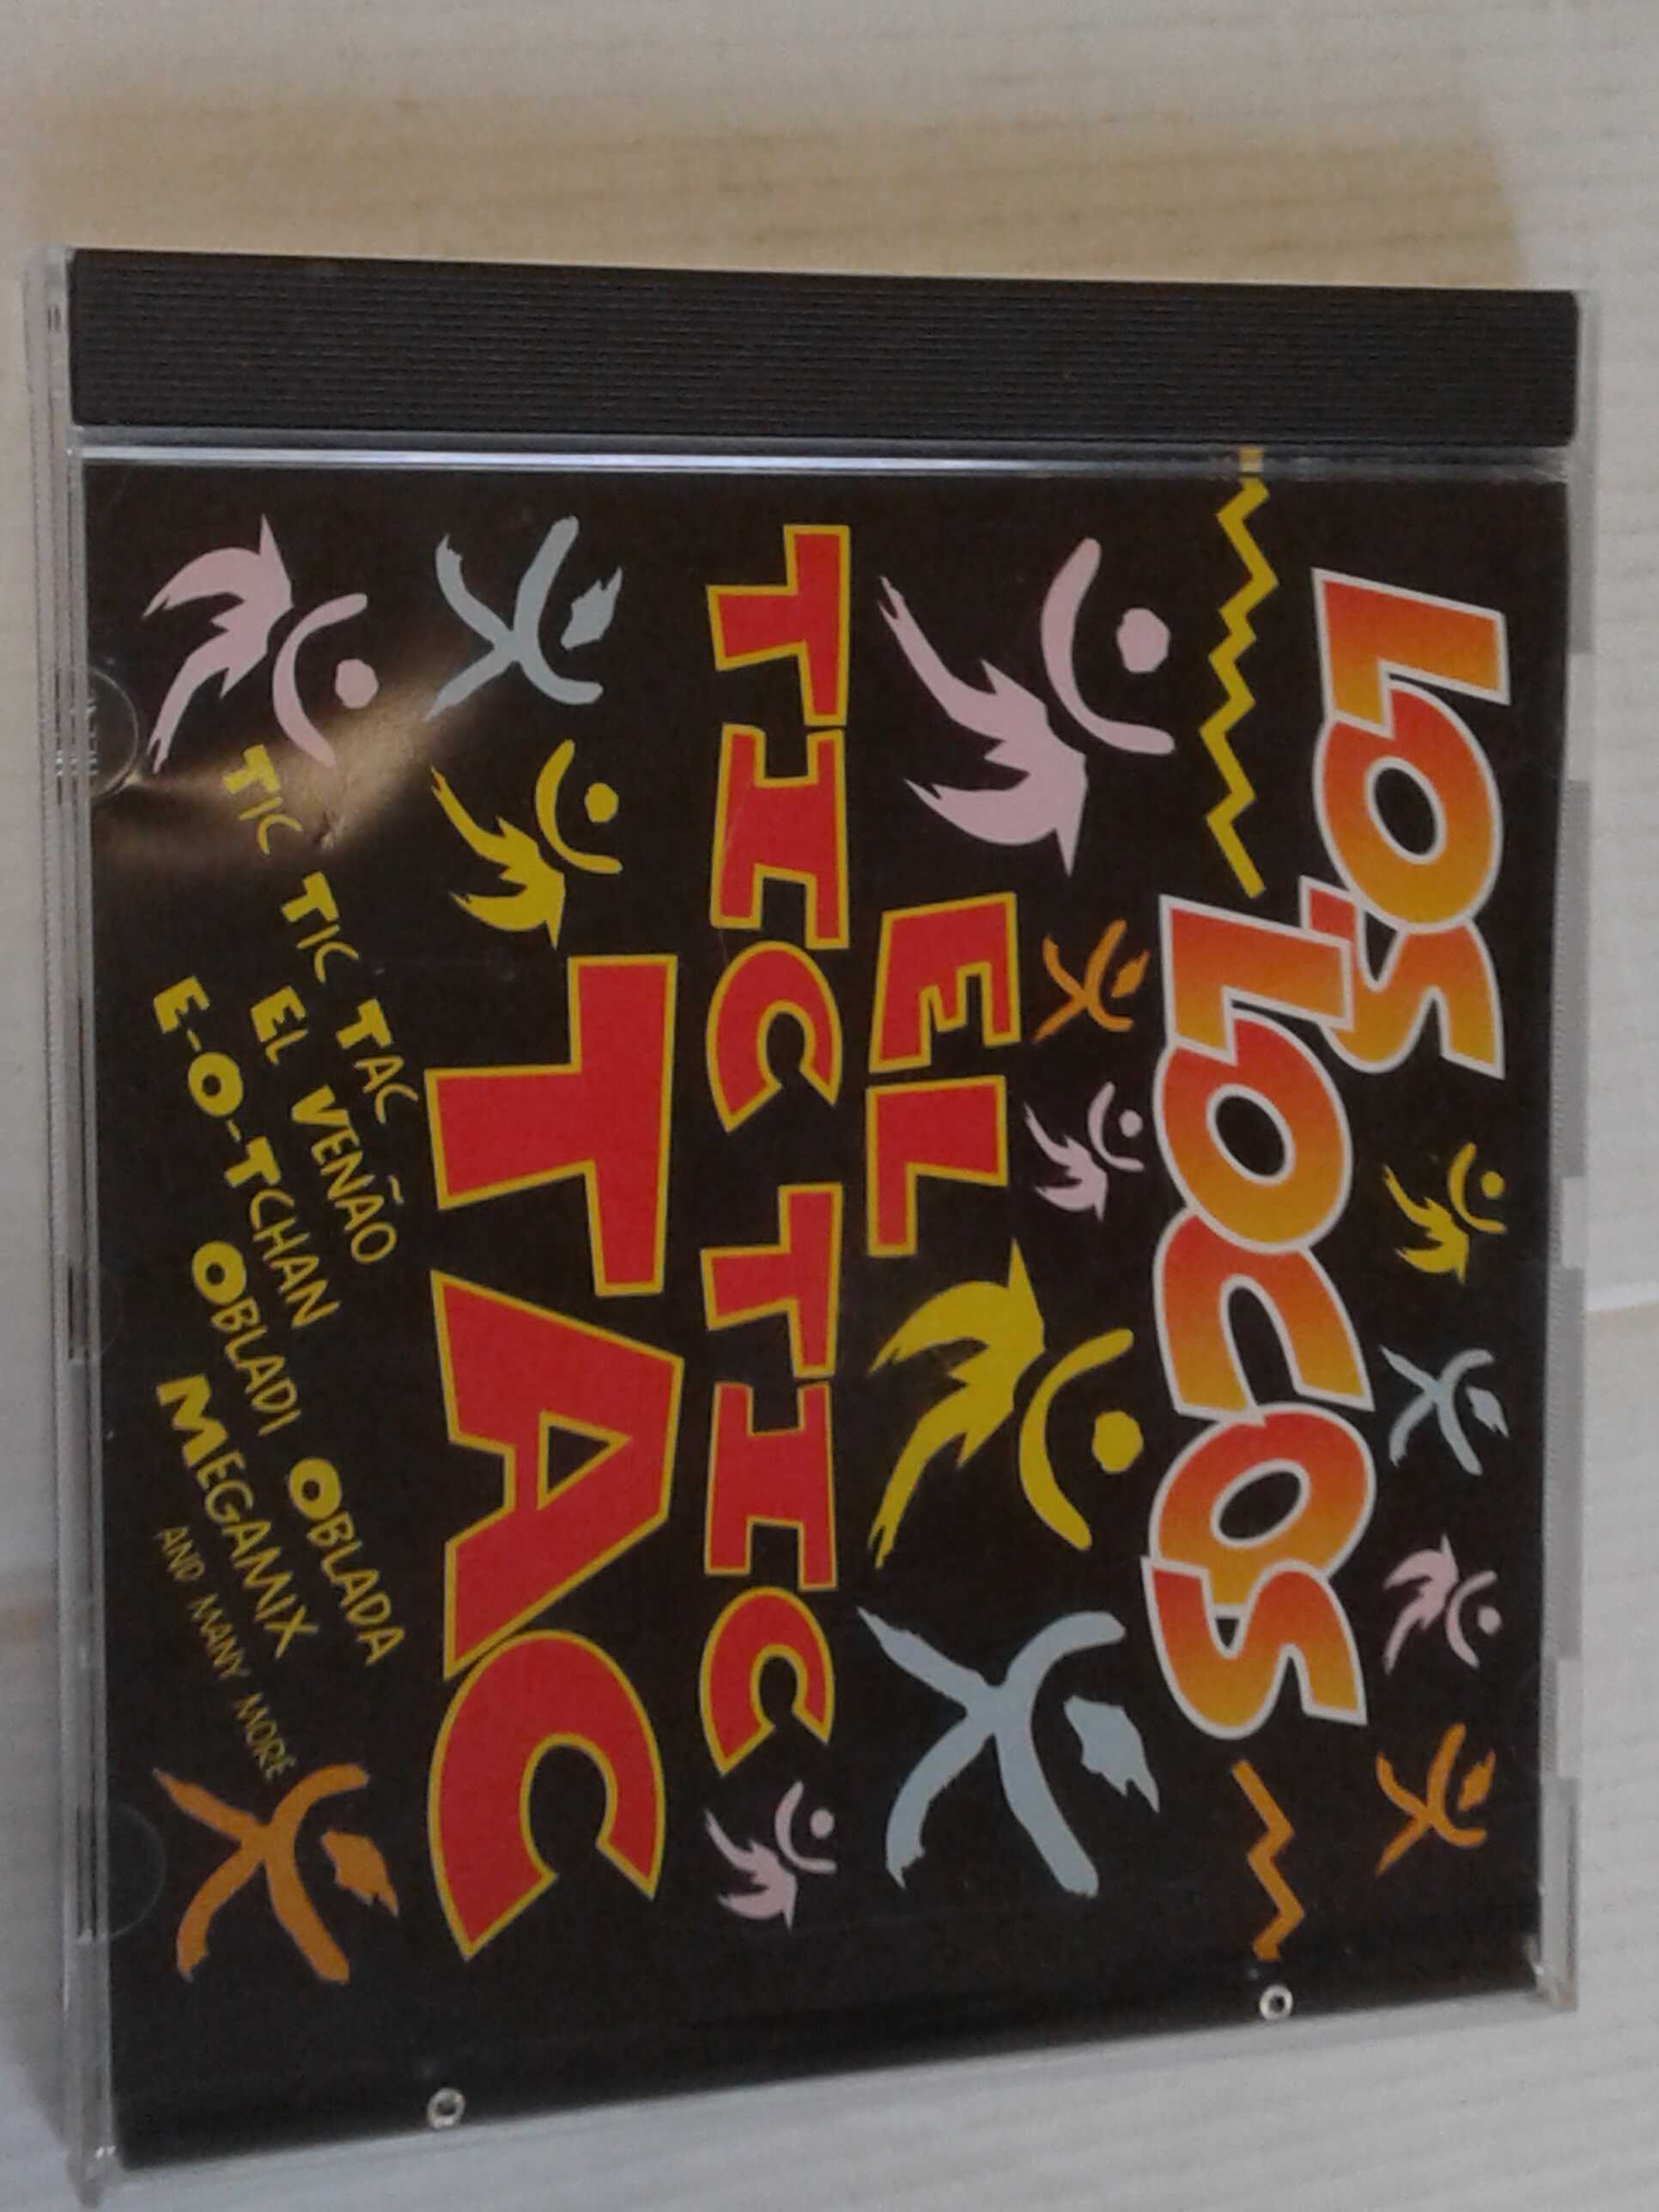 LOS
LOCOS
EL
TIC TIC
TAC
TIC TIC TAC
EL VENÃO
E-O-TCHAN
OBLADI OBLADA
MEGAMIX
AND MANY MORE